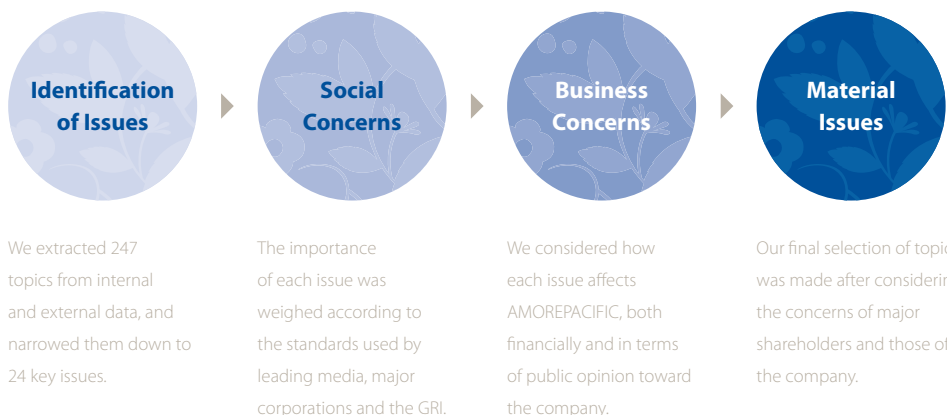 Identification
of Issues
Social
Concerns
Business
Concerns
Material
Issues
We extracted 247
topics from internal
and external data, and
narrowed them down to
24 key issues.
The importance
of each issue was
weighed according to
the standards used by
leading media, major
corporations and the GRI.
We considered how
each issue affects
AMOREPACIFIC, both
financially and in terms
of public opinion toward
the company.
Our final selection of
was made after
the concerns of major
shareholders and those of
the company.